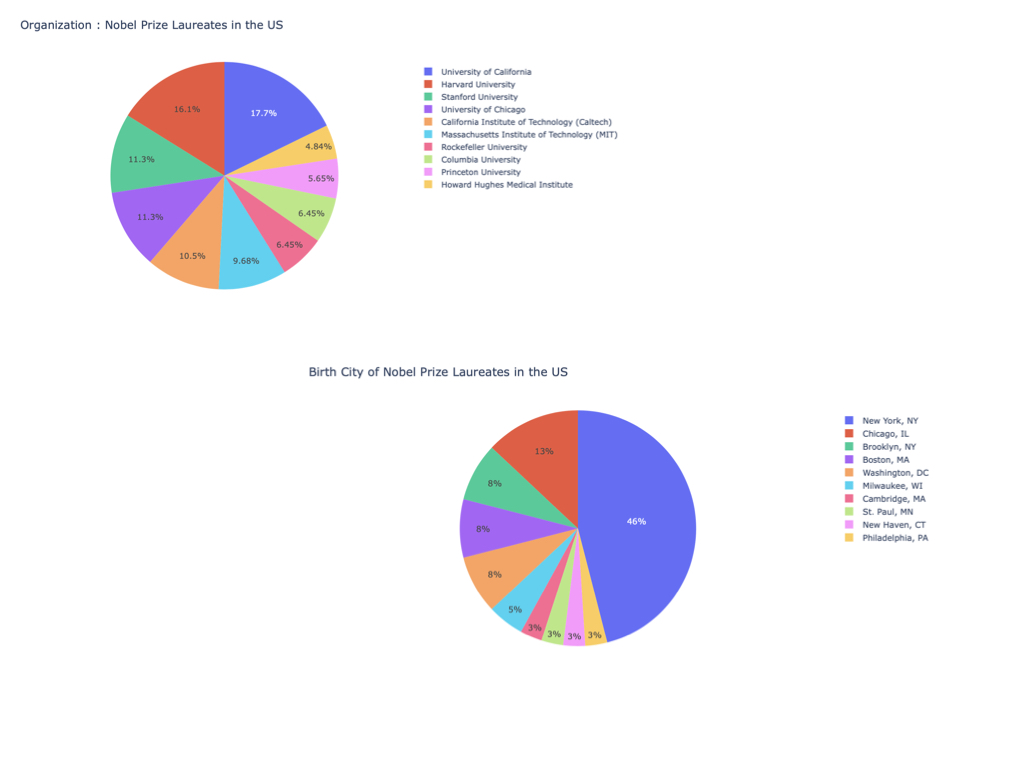 Organization : Nobel Prize Laureates in the US
University of California
Harvard University
Stanford University
University of Chicago
California Institute of Technology (Caltech)
Massachusetts Institute of Technology (MIT)
Rockefeller University
Columbia University
Princeton University
Howard Hughes Medical Institute
16.1%
17.7%
4.84%
11.3%
5.65%
11.3%
6.45%
6.45%
10.5%
9.68%
Birth City of Nobel Prize Laureates in the US
New York, NY
Chicago, IL
Brooklyn, NY
Boston, MA
Washington, DC
Milwaukee, WI
Cambridge, MA
St. Paul, MN
New Haven, CT
Philadelphia, PA
13%
8%
46%
8%
8%
5%
3%
3%
3%
3%